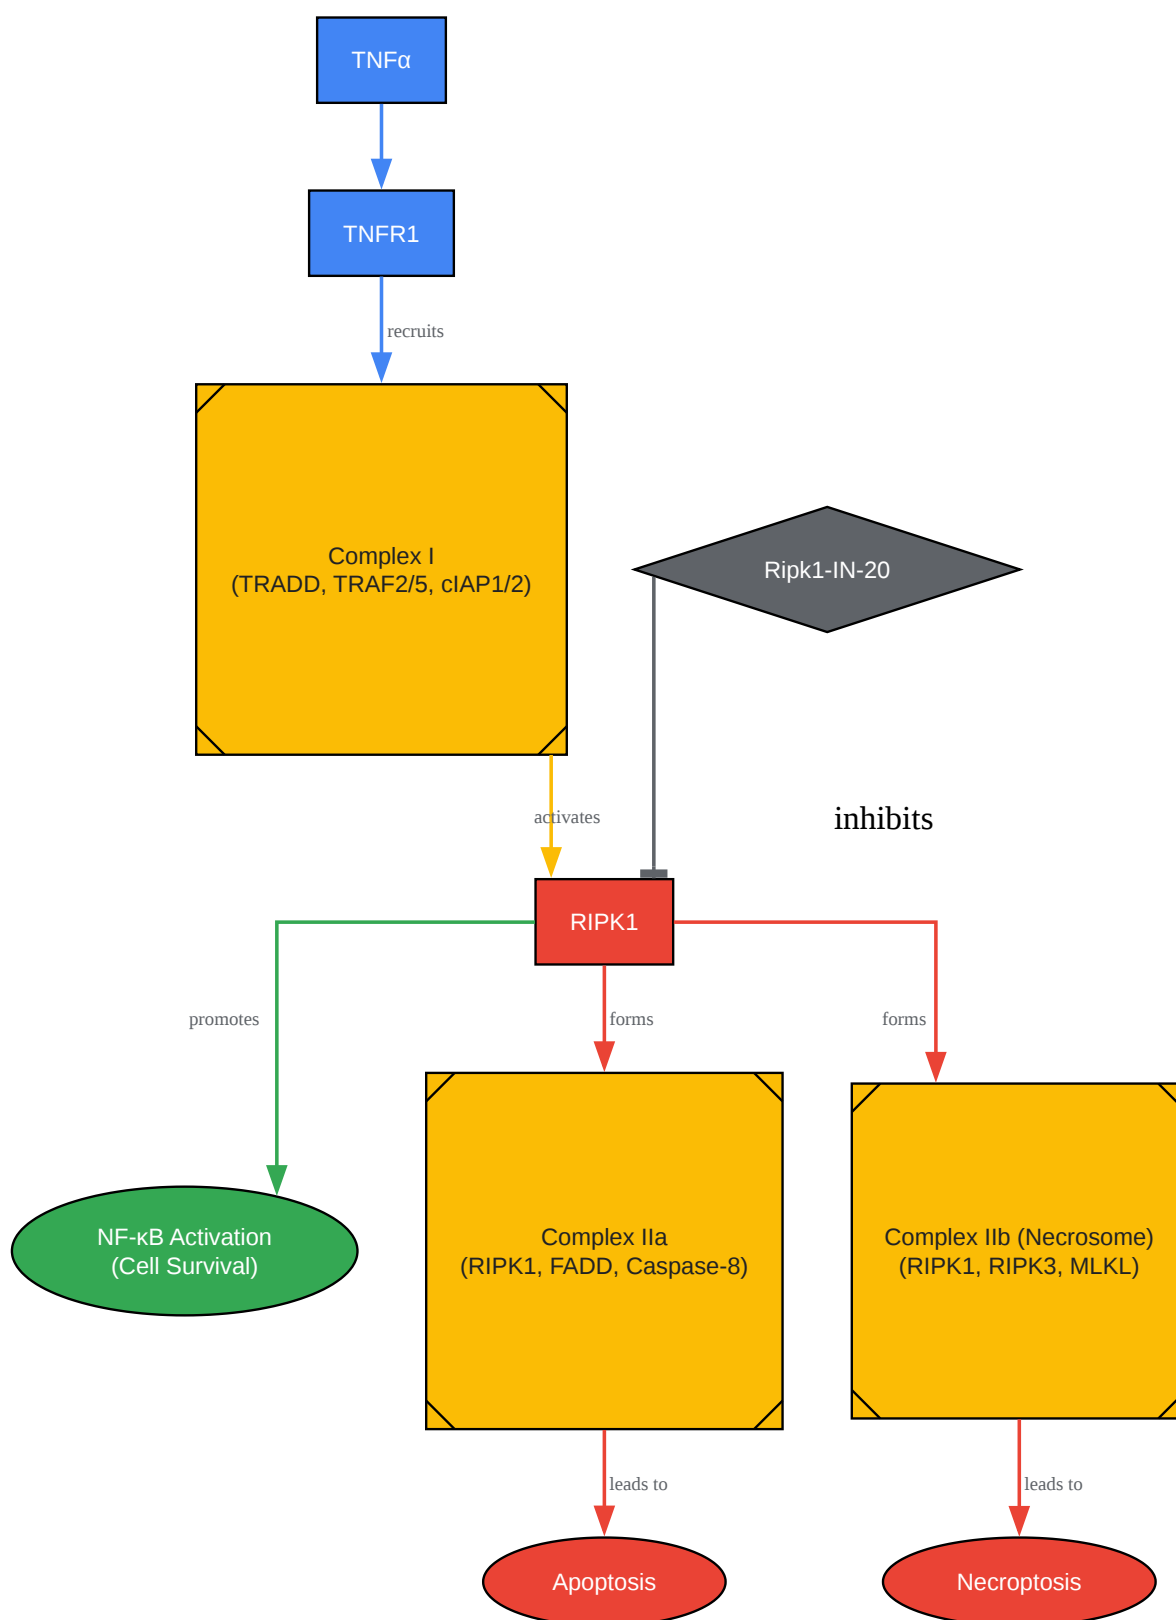 TNFα
TNFR1
recruits
Complex I
(TRADD, TRAF2/5, cIAP1/2)
Ripk1-IN-20
activates
inhibits
RIPK1
promotes
forms
forms
NF-κB Activation
(Cell Survival)
Complex IIa
(RIPK1, FADD, Caspase-8)
Complex IIb (Necrosome)
(RIPK1, RIPK3, MLKL)
leads to
leads to
Apoptosis
Necroptosis